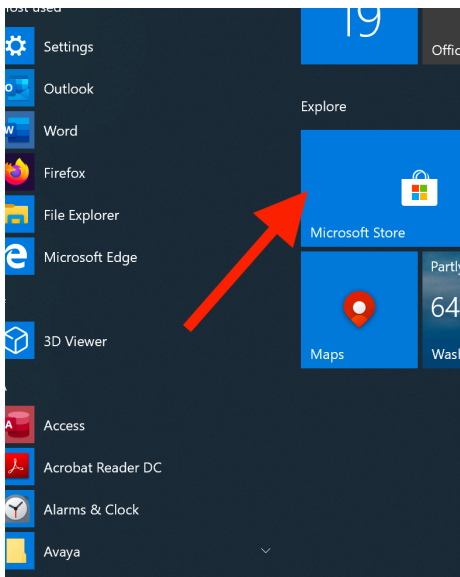 most used
Settings
Outlook
Word
Firefox
File Explorer
Microsoft Edge
3D Viewer
A
Access
Acrobat Reader DC
Alarms & Clock
Avaya
19
Offic
Explore
Microsoft Store
Maps
Partly
64
Wash